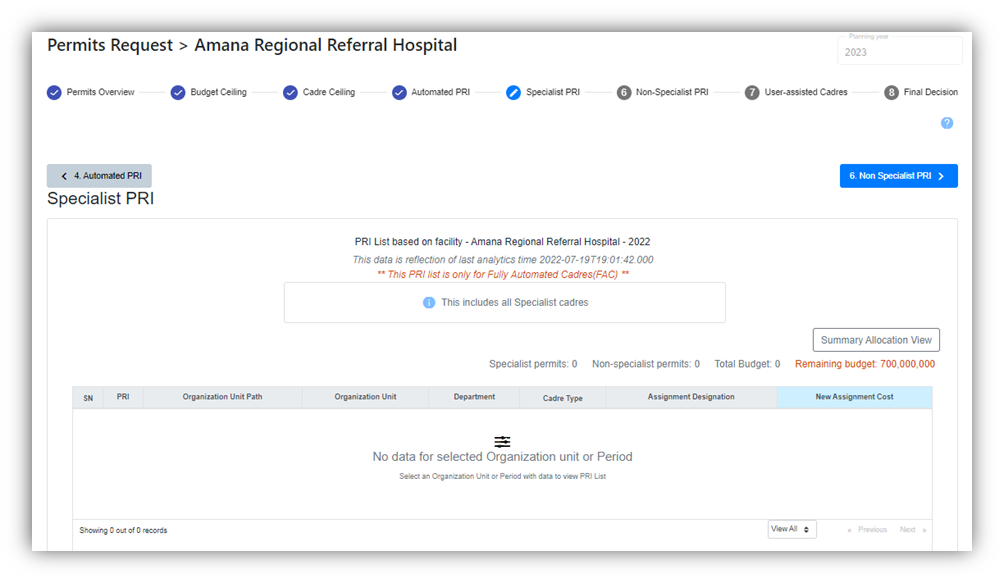 Permits Request > Amana Regional Referral Hospital
Planning year
2023
Permits Overview
Budget Ceiling
Cadre Ceiling
Automated PRI
Specialist PRI
6 Non-Specialist PRI
7 User-assisted Cadres
8 Final Decision
?
4. Automated PRI
6. Non Specialist PRI
Specialist PRI
PRI List based on facility - Amana Regional Referral Hospital - 2022
This data is reflection of last analytics time 2022-07-19T19:01:42.000
** This PRI list is only for Fully Automated Cadres(FAC) **
i This includes all Specialist cadres
Summary Allocation View
Specialist permits: 0 Non-specialist permits: 0 Total Budget: 0 Remaining budget: 700,000,000
SN PRI Organization Unit Path Organization Unit Department Cadre Type Assignment Designation New Assignment Cost
No data for selected Organization unit or Period
Select an Organization Unit or Period with data to view PRI List
Showing 0 out of 0 records
View All
« Previous Next »